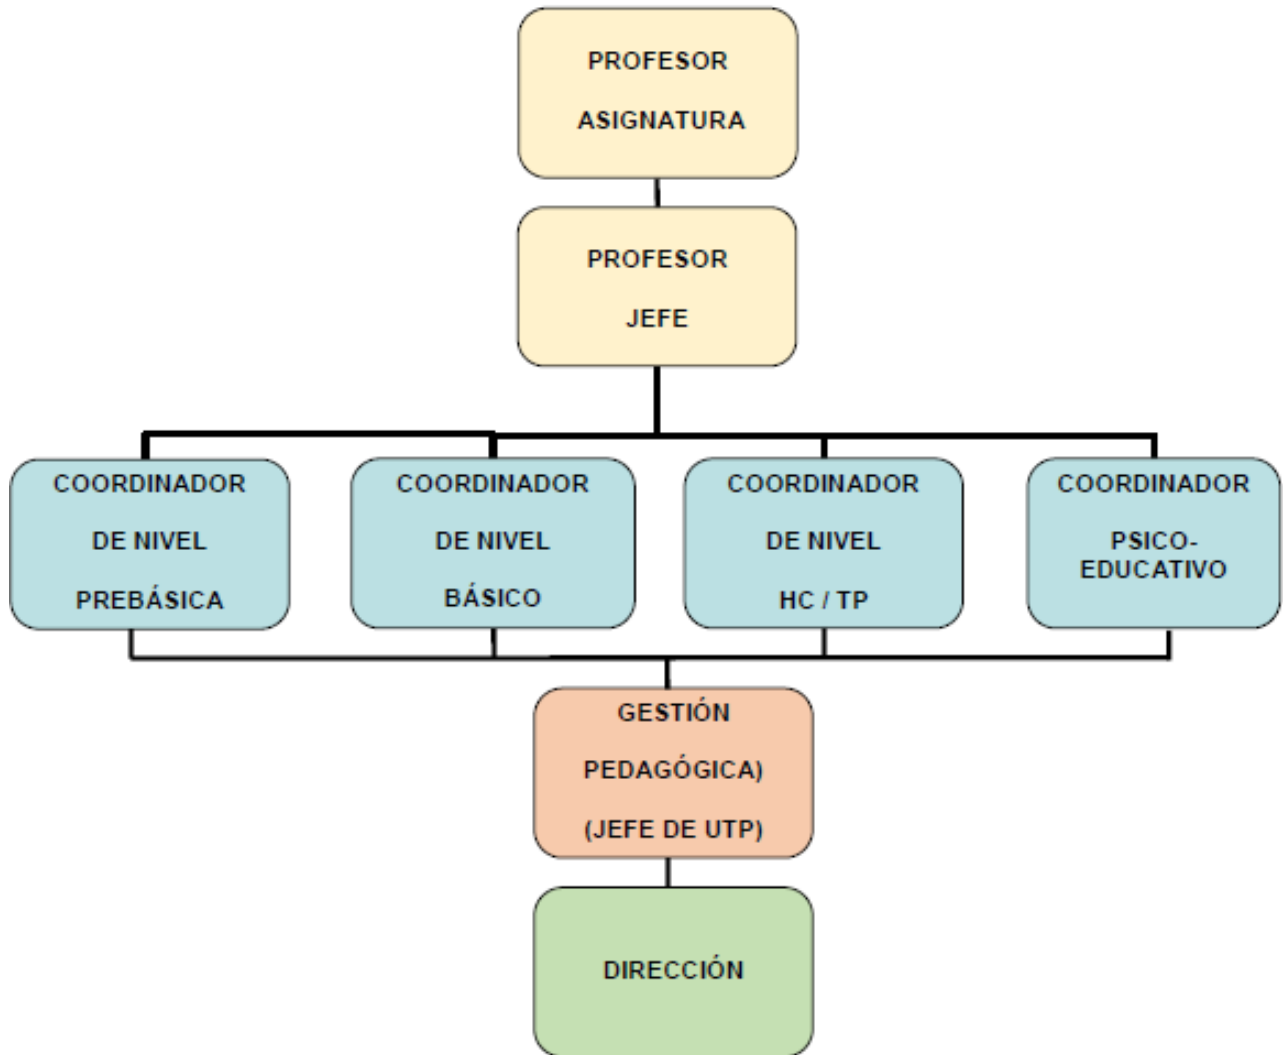 PROFESOR
ASIGNATURA
PROFESOR
JEFE
COORDINADOR
DE NIVEL
PREBÁSICA
COORDINADOR
DE NIVEL
BÁSICO
COORDINADOR
DE NIVEL
HC / TP
COORDINADOR
PSICO-
EDUCATIVO
GESTIÓN
PEDAGÓGICA)
(JEFE DE UTP)
DIRECCIÓN